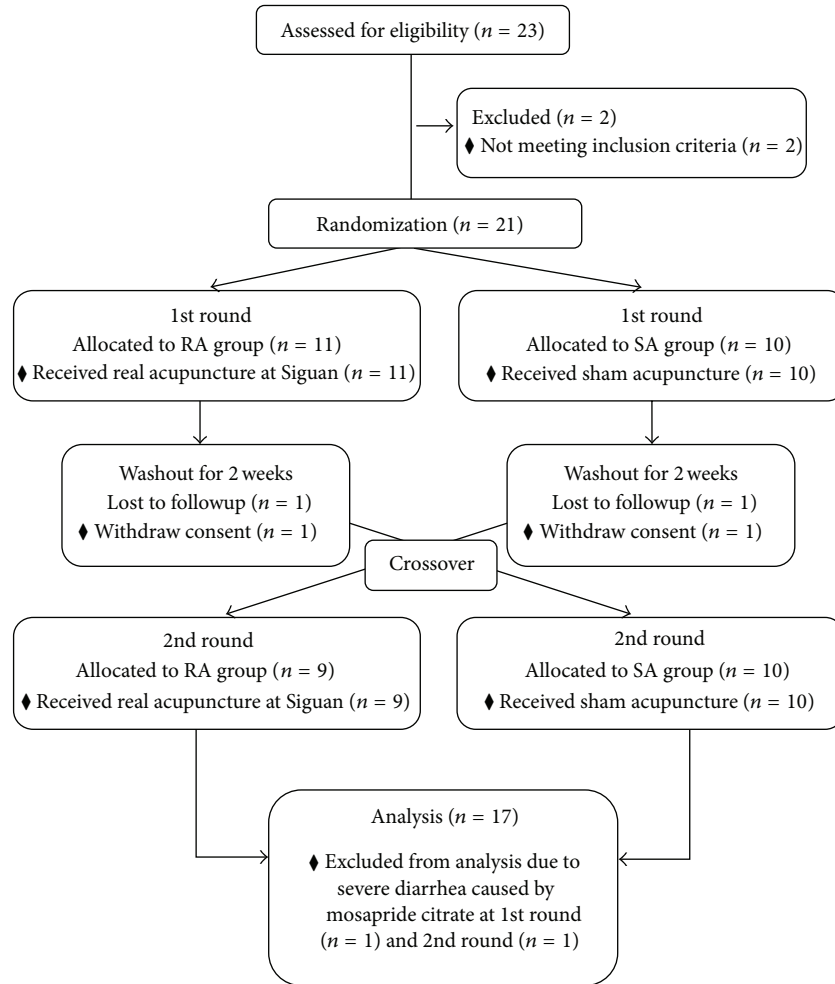 Assessed for eligibility (n = 23)
Excluded (n = 2)
♦ Not meeting inclusion criteria (n = 2)
Randomization (n = 21)
1st round
Allocated to RA group (n = 11)
♦ Received real acupuncture at Siguan (n = 11)
1st round
Allocated to SA group (n = 10)
♦ Received sham acupuncture (n = 10)
Washout for 2 weeks
Lost to followup (n = 1)
♦ Withdraw consent (n = 1)
Washout for 2 weeks
Lost to followup (n = 1)
♦ Withdraw consent (n = 1)
Crossover
2nd round
Allocated to RA group (n = 9)
♦ Received real acupuncture at Siguan (n = 9)
2nd round
Allocated to SA group (n = 10)
♦ Received sham acupuncture (n = 10)
Analysis (n = 17)
♦ Excluded from analysis due to
severe diarrhea caused by
mosapride citrate at 1st round
(n = 1) and 2nd round (n = 1)